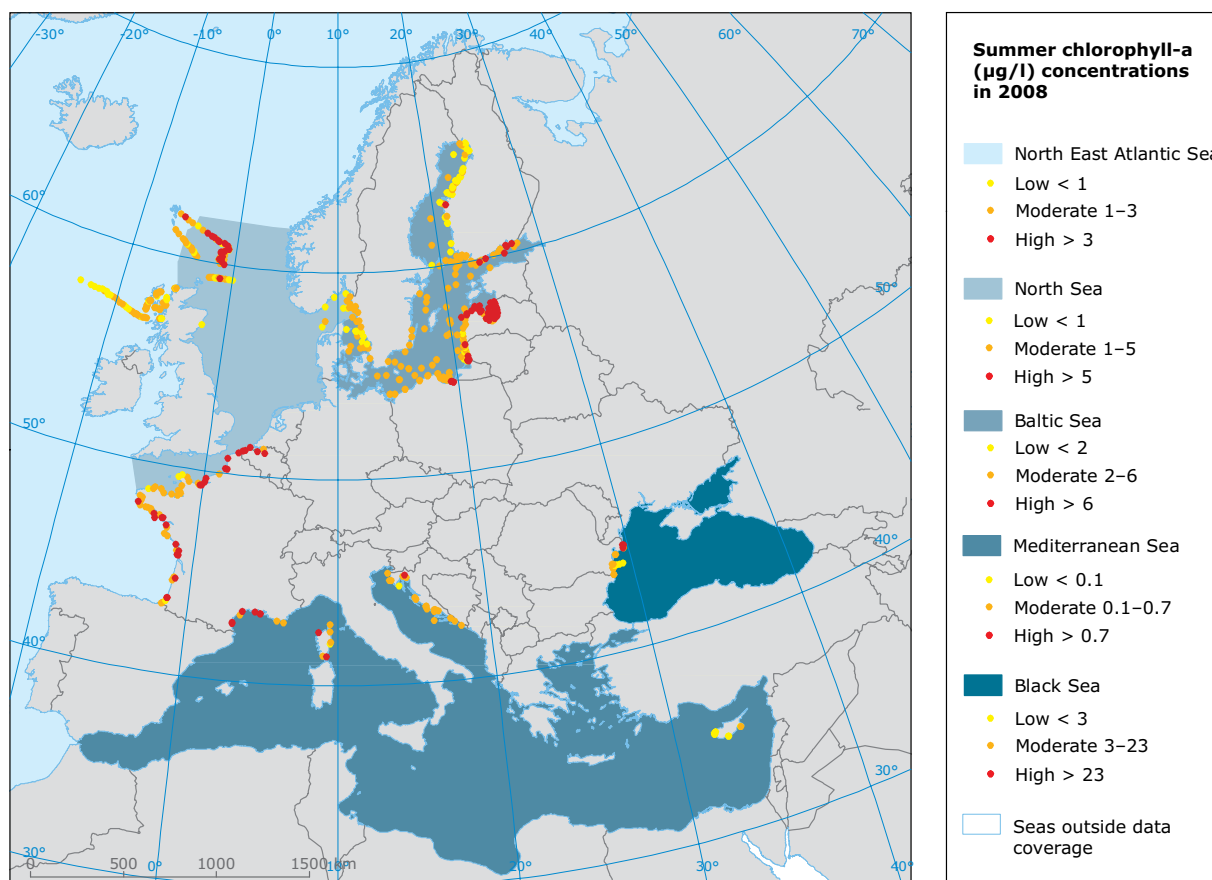 -30°
-20°
-10°
0°
10°
20°
30°
40°
50°
60°
70°
60°
50°
50°
40°
40°
30°
30°
0
500
1000
1500 km
0°
10°
20°
30°
40°
Summer chlorophyll-a
(µg/l) concentrations
in 2008
North East Atlantic Sea
Low < 1
Moderate 1–3
High > 3
North Sea
Low < 1
Moderate 1–5
High > 5
Baltic Sea
Low < 2
Moderate 2–6
High > 6
Mediterranean Sea
Low < 0.1
Moderate 0.1–0.7
High > 0.7
Black Sea
Low < 3
Moderate 3–23
High > 23
Seas outside data
coverage